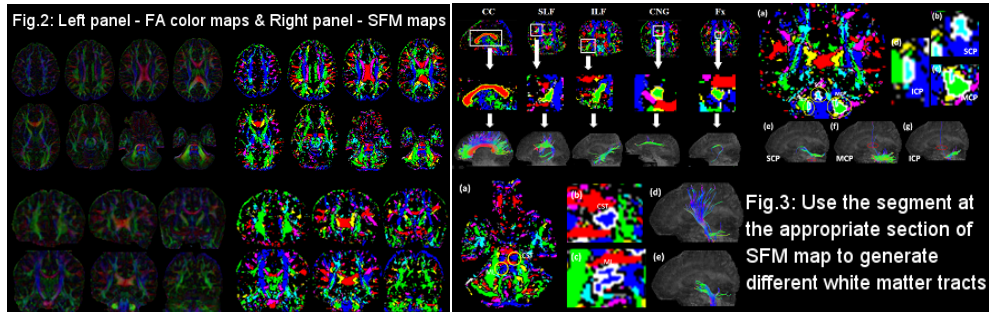 Fig.2: Left panel - FA color maps & Right panel - SFM maps
CC SLF ILF CNG Fx
(a)
(b)
SCP
(d)
ICP
MCP
MCP
(e) (f) (g)
SCP MCP ICP
(a)
CST
(b)
CST
(d)
(c)
ML
(e)
Fig.3: Use the segment at
the appropriate section of
SFM map to generate
different white matter tracts